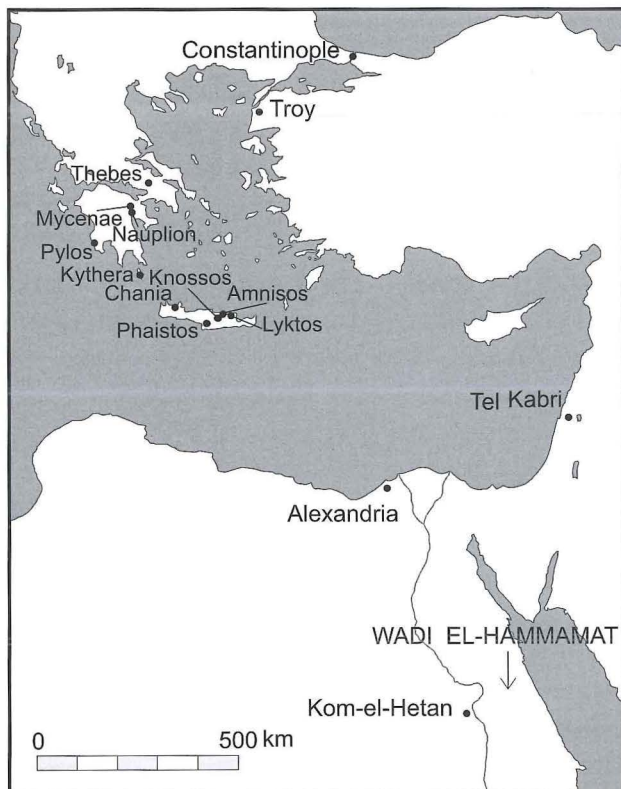 Constantinople
Troy
Thebes
Mycenae
Nauplion
Pylos
Kythera
Knossos
Chania
Amnisos
Phaistos
Lyktos
Tel Kabri
Alexandria
WADI EL-HAMMAMAT
Kom-el-Hetan
0 500 km